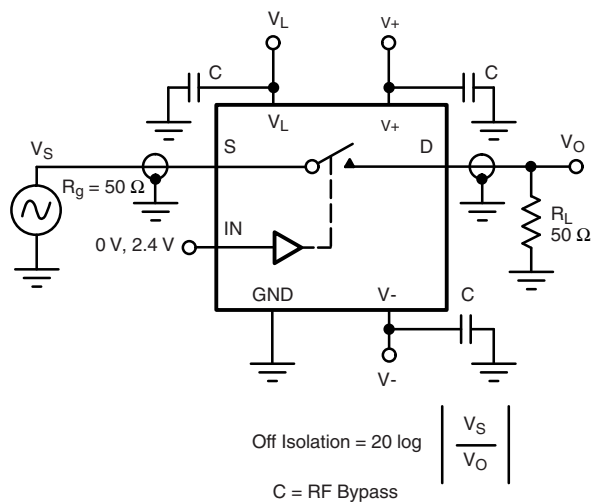 VL V+
C C
VL V+
VS S D VO
Rg = 50 Ω
RL
50 Ω
IN
0 V, 2.4 V
GND V- C
V-
Off Isolation = 20 log | VS / VO |
C = RF Bypass